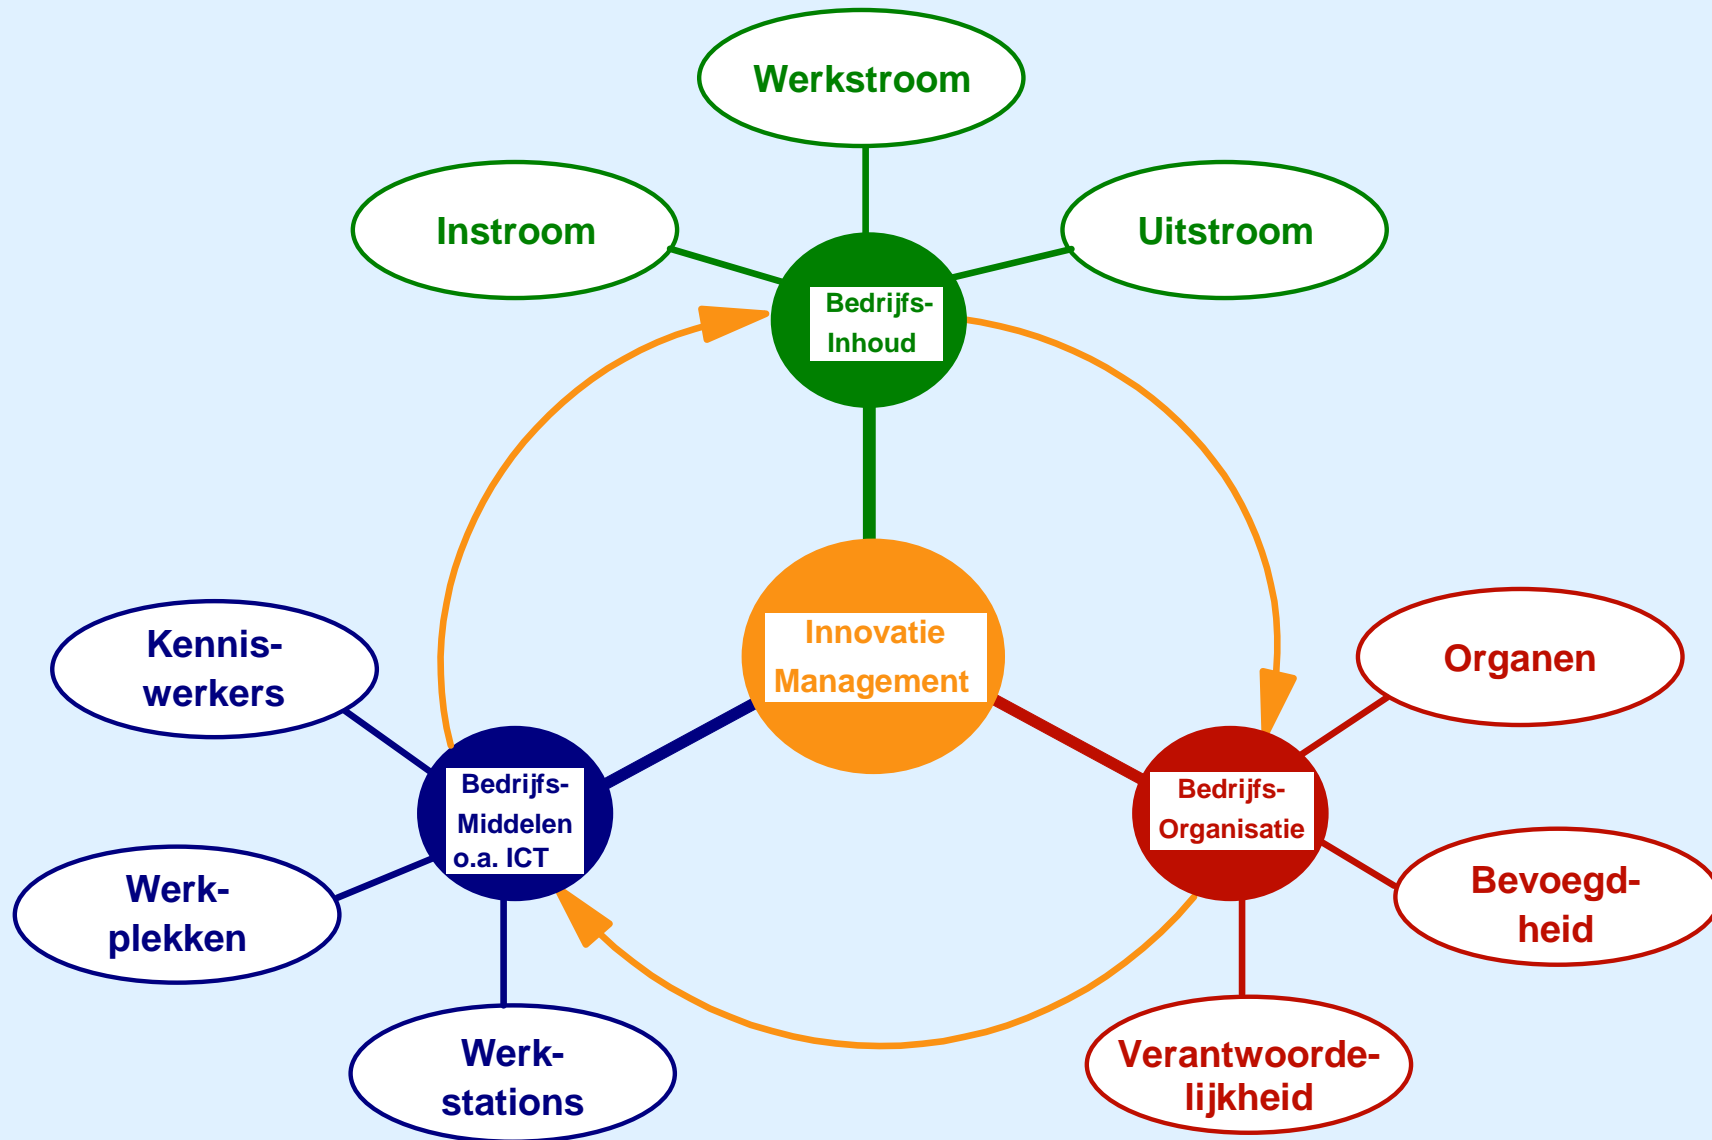 Werkstroom
Instroom
Uitstroom
Bedrijfs-
Inhoud
Innovatie
Management
Kennis-
werkers
Organen
Bedrijfs-
Middelen
o.a. ICT
Bedrijfs-
Organisatie
Werk-
plekken
Bevoegd-
heid
Werk-
stations
Verantwoorde-
lijkheid